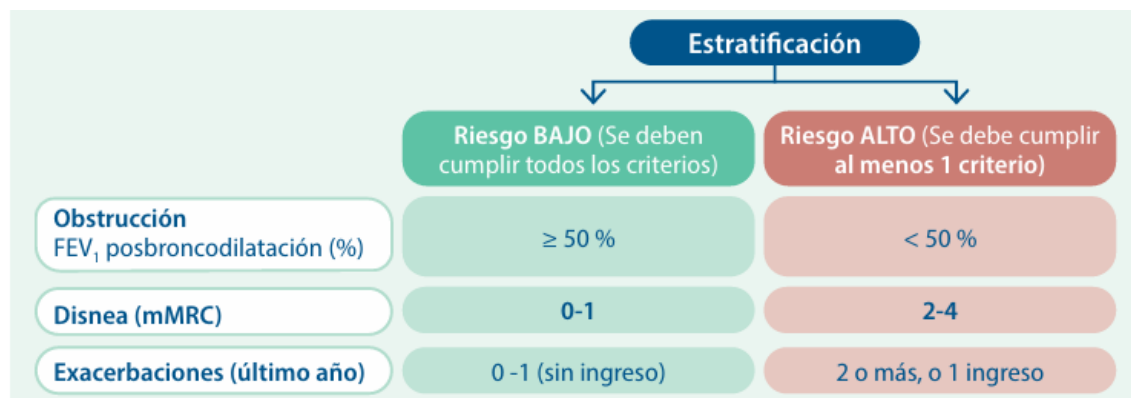 Estratificación
Riesgo BAJO (Se deben
cumplir todos los criterios)
Riesgo ALTO (Se debe cumplir
al menos 1 criterio)
Obstrucción
FEV₁ posbroncodilatación (%)
≥ 50 %
< 50 %
Disnea (mMRC)
0-1
2-4
Exacerbaciones (último año)
0 -1 (sin ingreso)
2 o más, o 1 ingreso